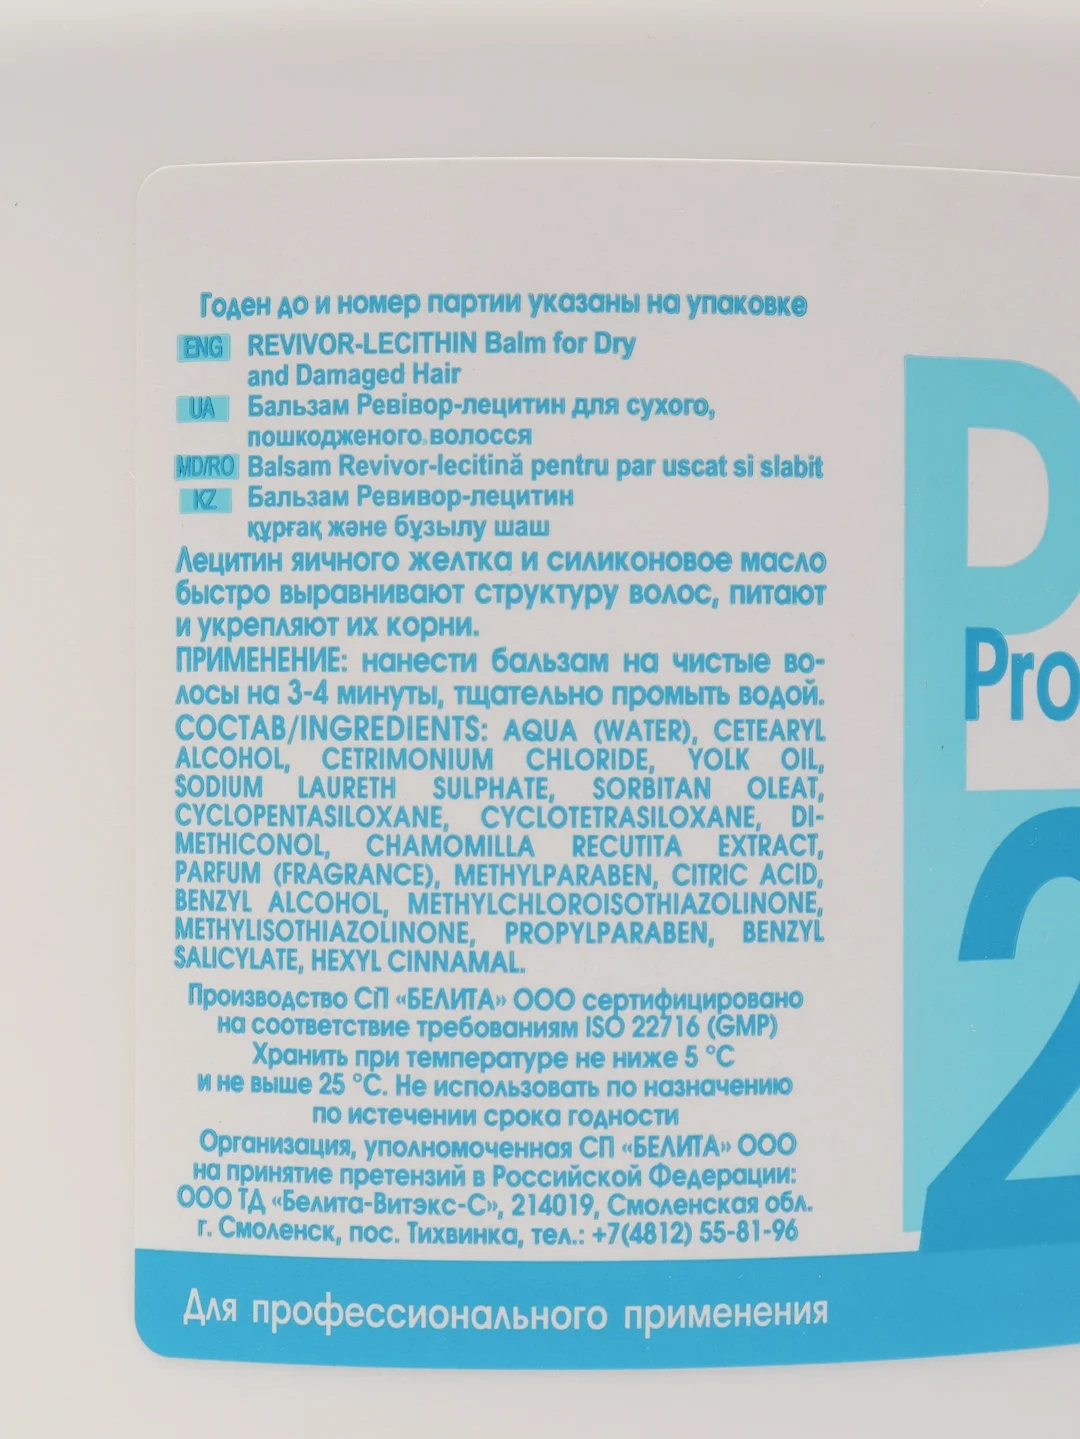 Годен до и номер партии указаны на упаковке
ENG REVIVOR-LECITHIN Balm for Dry
and Damaged Hair
UA Бальзам Ревівор-лецитин для сухого,
пошкодженого волосся
MD/RO Balsam Revivor-lecitină pentru par uscat si slabit
KZ Бальзам Ревивор-лецитин
құрғақ және бұзылу шаш
Лецитин яичного желтка и силиконовое масло
быстро выравнивают структуру волос, питают
и укрепляют их корни.
ПРИМЕНЕНИЕ: нанести бальзам на чистые во-
лосы на 3-4 минуты, тщательно промыть водой.
СОСТАВ/INGREDIENTS: AQUA (WATER), CETEARYL
ALCOHOL, CETRIMONIUM CHLORIDE, YOLK OIL,
SODIUM LAURETH SULPHATE, SORBITAN OLEAT,
CYCLOPENTASILOXANE, CYCLOTETRASILOXANE, DI-
METHICONOL, CHAMOMILLA RECUTITA EXTRACT,
PARFUM (FRAGRANCE), METHYLPARABEN, CITRIC ACID,
BENZYL ALCOHOL, METHYLCHLOROISOTHIAZOLINONE,
METHYLISOTHIAZOLINONE, PROPYLPARABEN, BENZYL
SALICYLATE, HEXYL CINNAMAL.
Производство СП «БЕЛИТА» ООО сертифицировано
на соответствие требованиям ISO 22716 (GMP)
Хранить при температуре не ниже 5 °C
и не выше 25 °C. Не использовать по назначению
по истечении срока годности
Организация, уполномоченная СП «БЕЛИТА» ООО
на принятие претензий в Российской Федерации:
ООО ТД «Белита-Витэкс-С», 214019, Смоленская обл.
г. Смоленск, пос. Тихвинка, тел.: +7(4812) 55-81-96
Для профессионального применения
P
Pro
2